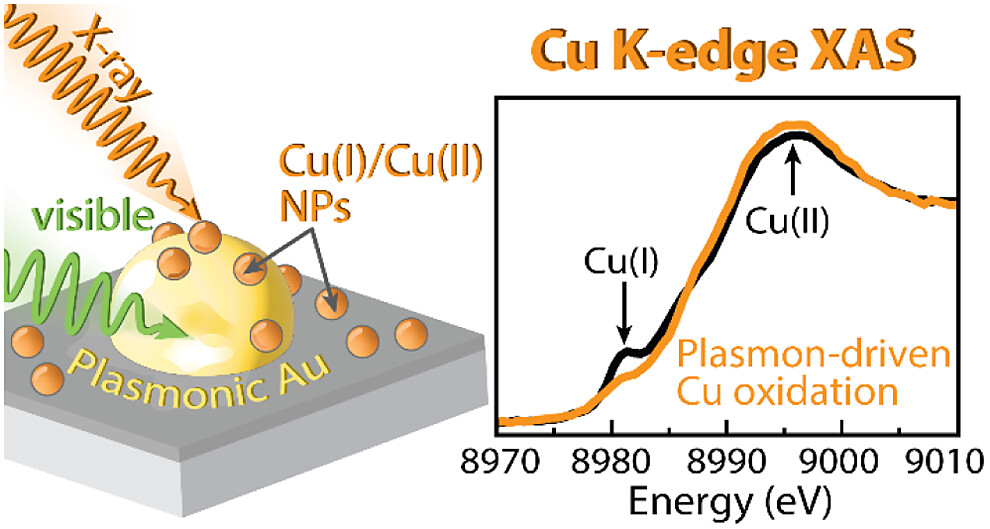 X-ray
visible
Cu(I)/Cu(II)
NPs
Plasmonic Au
Cu K-edge XAS
Cu(I)
Cu(II)
Plasmon-driven
Cu oxidation
8970 8980 8990 9000 9010
Energy (eV)